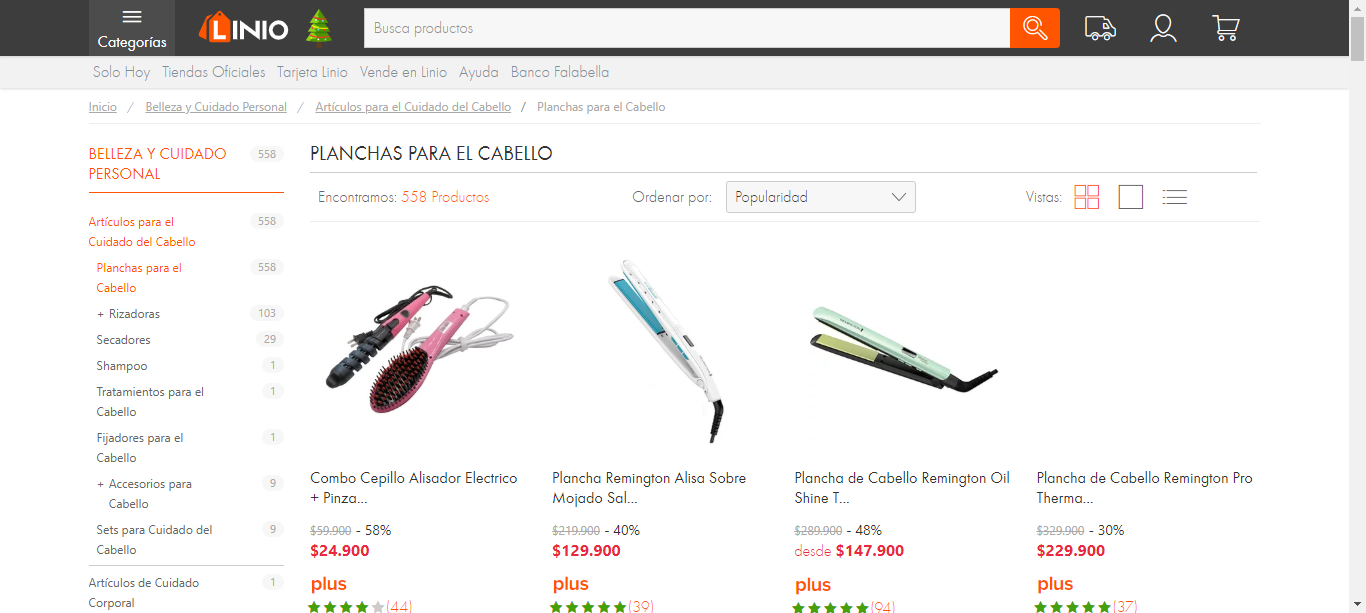 Categorías
LINIO
Busca productos
Solo Hoy Tiendas Oficiales Tarjeta Linio Vende en Linio Ayuda Banco Falabella
Inicio / Belleza y Cuidado Personal / Artículos para el Cuidado del Cabello / Planchas para el Cabello
BELLEZA Y CUIDADO 558
PERSONAL
Artículos para el 558
Cuidado del Cabello
Planchas para el 558
Cabello
+ Rizadoras 103
Secadores 29
Shampoo 1
Tratamientos para el 1
Cabello
Fijadores para el 1
Cabello
+ Accesorios para 9
Cabello
Sets para Cuidado del 9
Cabello
Artículos de Cuidado 1
Corporal
PLANCHAS PARA EL CABELLO
Encontramos: 558 Productos
Ordenar por: Popularidad
Vistas:
Combo Cepillo Alisador Electrico
+ Pinza...
$59.900 - 58%
$24.900
plus
(44)
Plancha Remington Alisa Sobre
Mojado Sal...
$219.900 - 40%
$129.900
plus
(39)
Plancha de Cabello Remington Oil
Shine T...
$289.900 - 48%
desde $147.900
plus
(94)
Plancha de Cabello Remington Pro
Therma...
$329.900 - 30%
$229.900
plus
(37)